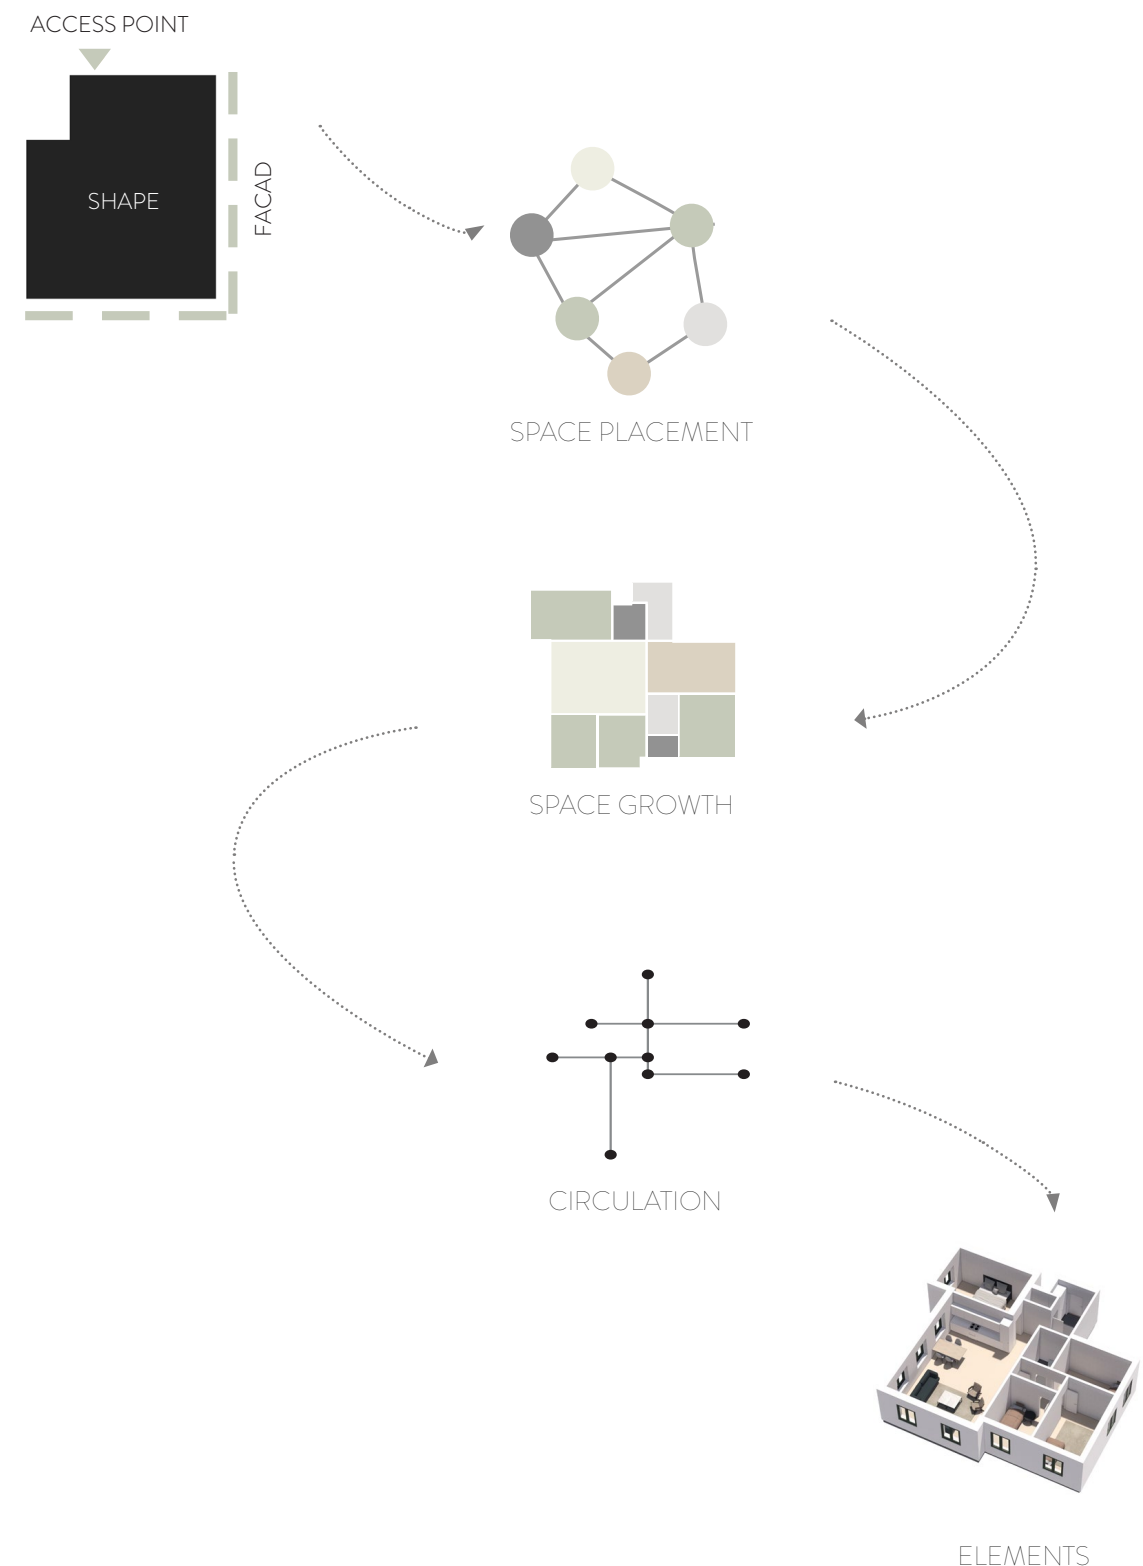 ACCESS POINT
SHAPE
FACAD
SPACE PLACEMENT
SPACE GROWTH
CIRCULATION
ELEMENTS